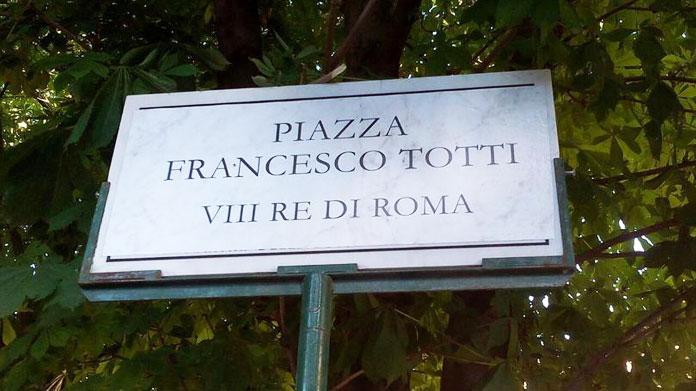 PIAZZA
FRANCESCO TOTTI
VIII RE DI ROMA